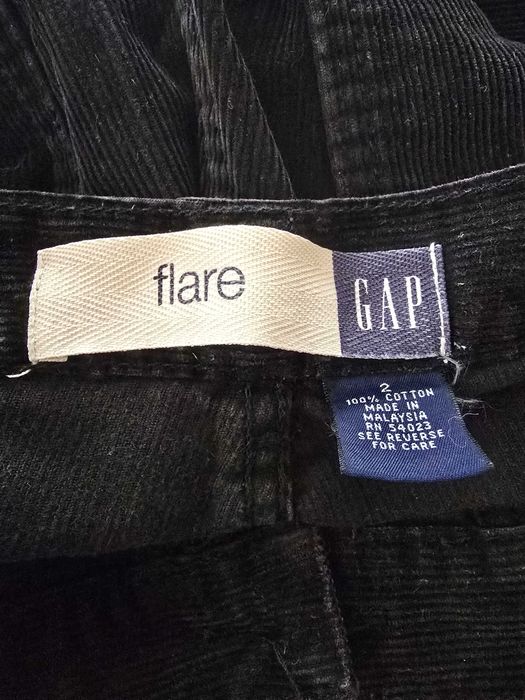 flare
GAP
2
100% COTTON
MADE IN
MALAYSIA
RN 54023
SEE REVERSE
FOR CARE